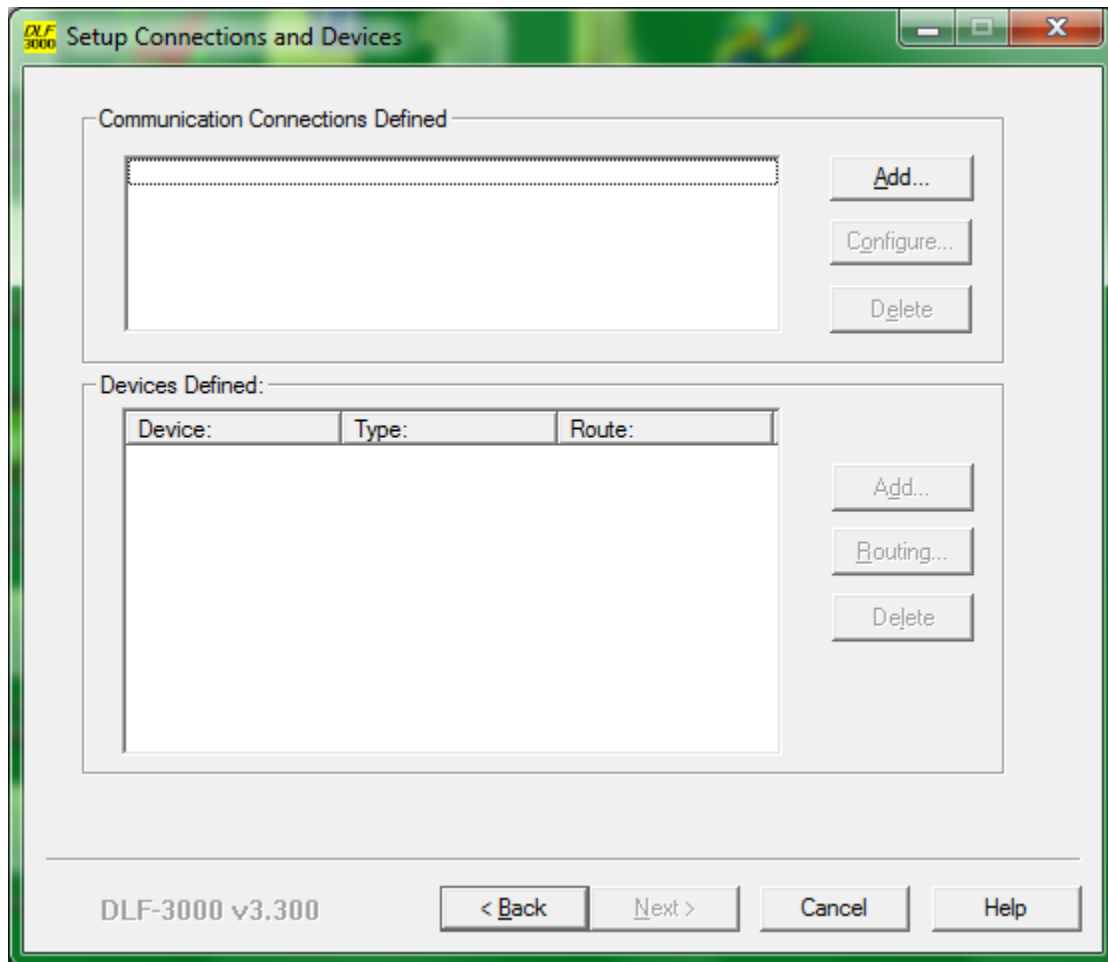 DLF
3000
Setup Connections and Devices
Communication Connections Defined
Add...
Configure...
Delete
Devices Defined:
Device: Type: Route:
Add...
Routing...
Delete
DLF-3000 v3.300
< Back Next > Cancel Help